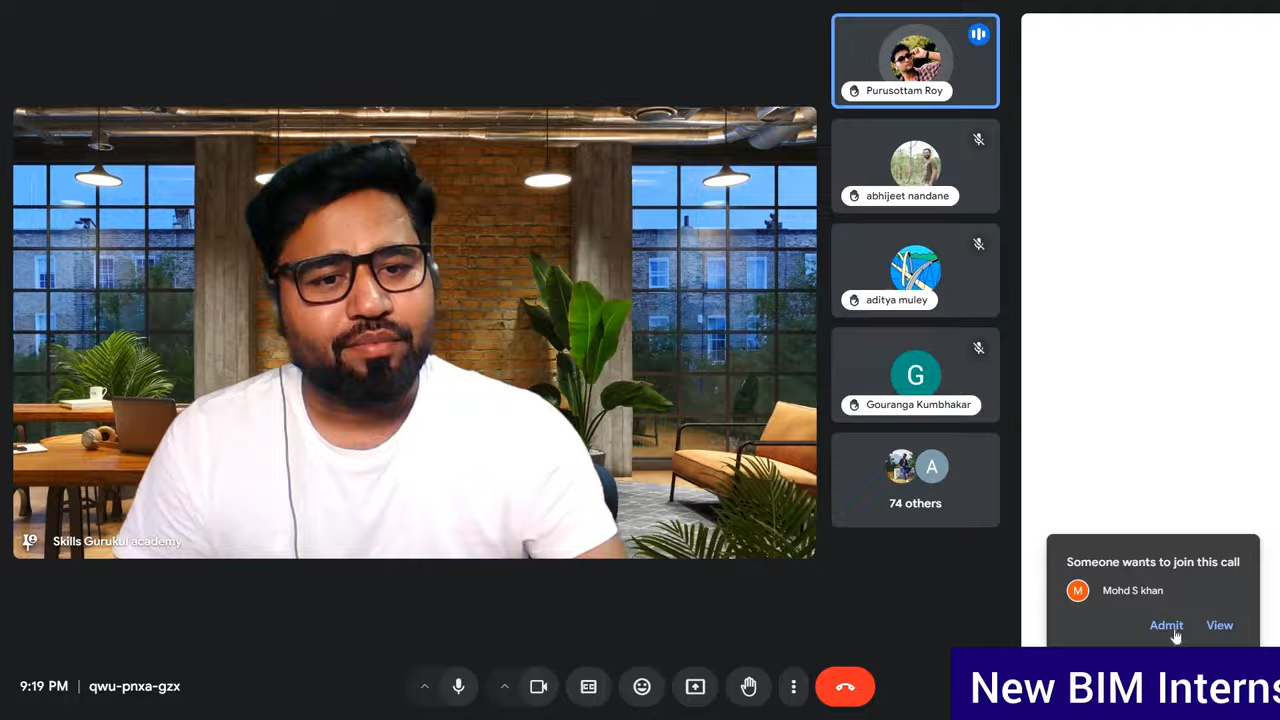 Purusottam Roy
abhijeet nandane
aditya muley
G
Gouranga Kumbhakar
A
74 others
Skills Gurukul academy
Someone wants to join this call
M
Mohd S khan
Admit
View
9:19 PM | qwu-pnxa-gzx
New BIM Interns